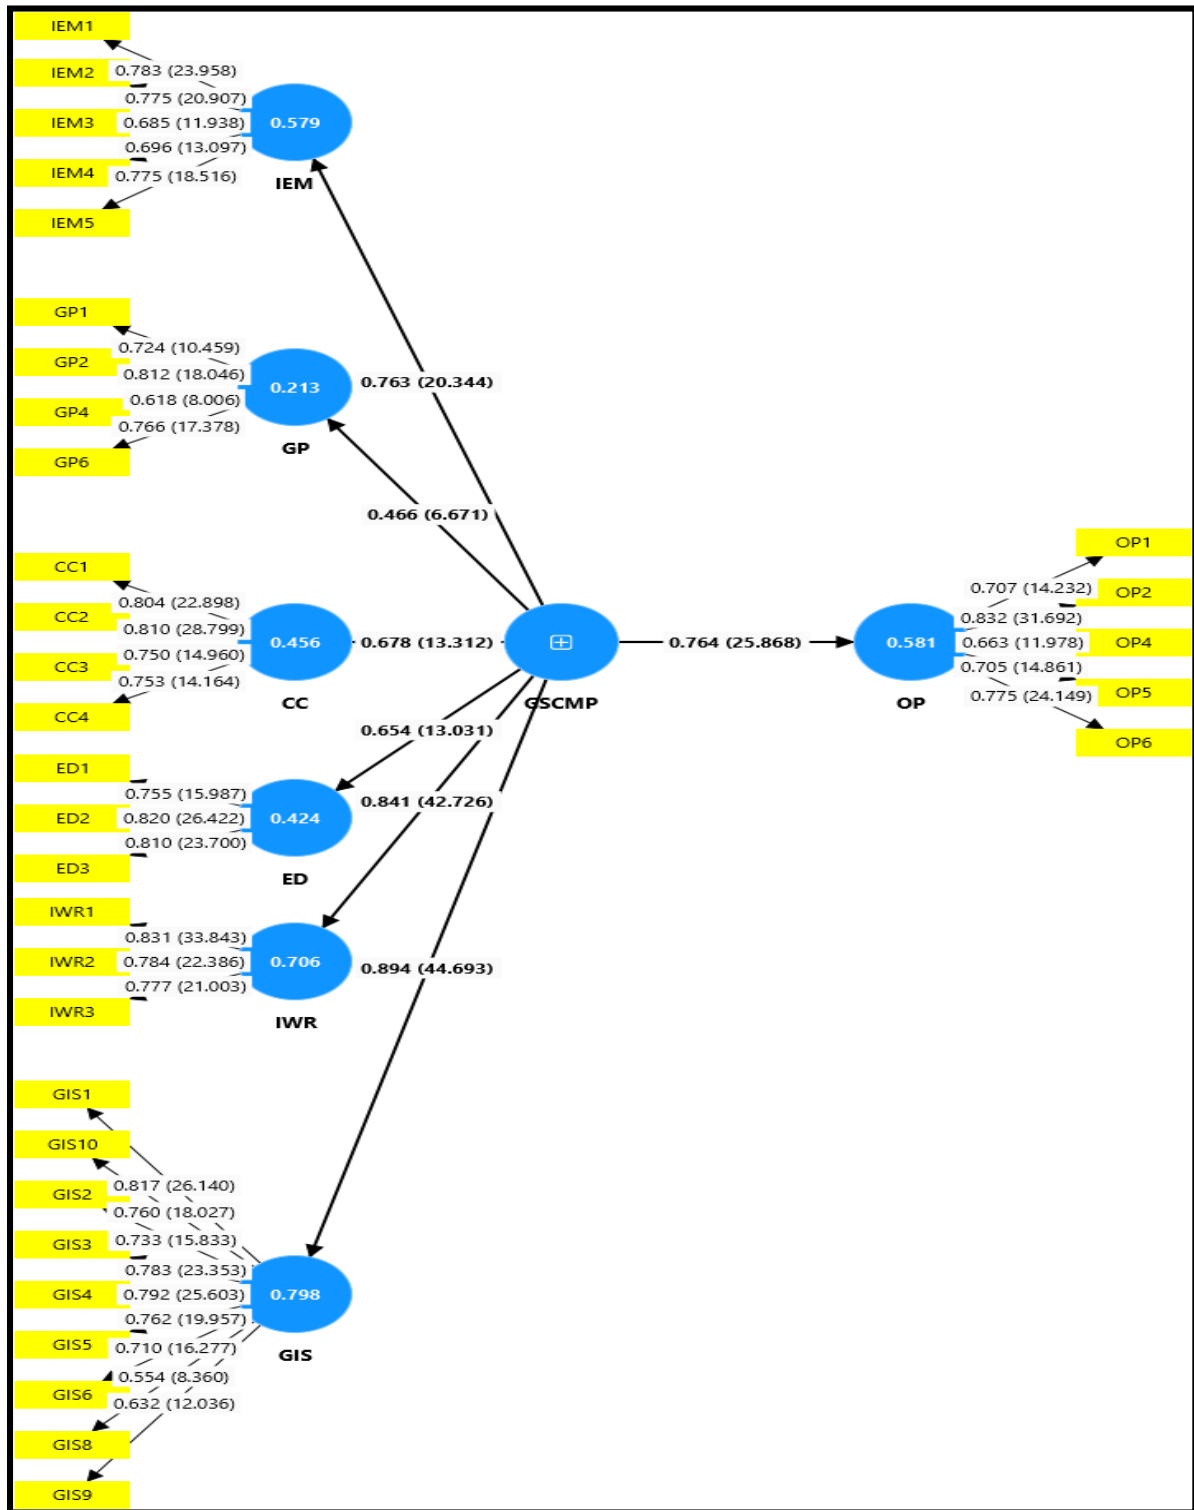 IEM1
0.783 (23.958)
IEM2
0.775 (20.907)
IEM3
0.685 (11.938)
0.579
0.696 (13.097)
IEM4
0.775 (18.516)
IEM
IEM5
GP1
0.724 (10.459)
GP2
0.812 (18.046)
0.763 (20.344)
0.213
0.618 (8.006)
GP4
0.766 (17.378)
GP
GP6
0.466 (6.671)
CC1
0.804 (22.898)
CC2
0.810 (28.799)
0.456
0.678 (13.312)
0.750 (14.960)
CC3
0.753 (14.164)
CC
CC4
GSCMP
0.764 (25.868)
OP1
0.707 (14.232)
OP2
0.832 (31.692)
0.581
0.663 (11.978)
OP4
0.705 (14.861)
OP5
0.775 (24.149)
OP
OP6
0.654 (13.031)
ED1
0.755 (15.987)
0.841 (42.726)
ED2
0.820 (26.422)
0.424
0.810 (23.700)
ED3
ED
IWR1
0.831 (33.843)
IWR2
0.784 (22.386)
0.706
0.894 (44.693)
0.777 (21.003)
IWR3
IWR
GIS1
GIS10
0.817 (26.140)
GIS2
0.760 (18.027)
0.733 (15.833)
GIS3
0.783 (23.353)
GIS4
0.792 (25.603)
0.798
0.762 (19.957)
GIS5
0.710 (16.277)
GIS
0.554 (8.360)
GIS6
0.632 (12.036)
GIS8
GIS9